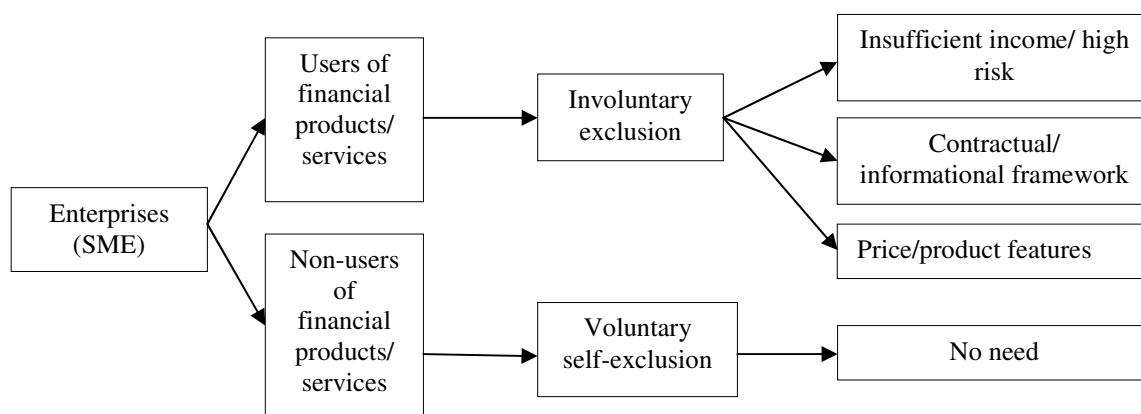 Enterprises
(SME)
Users of
financial
products/
services
Non-users
of
financial
products/
services
Involuntary
exclusion
Voluntary
self-exclusion
Insufficient income/ high
risk
Contractual/
informational framework
Price/product features
No need